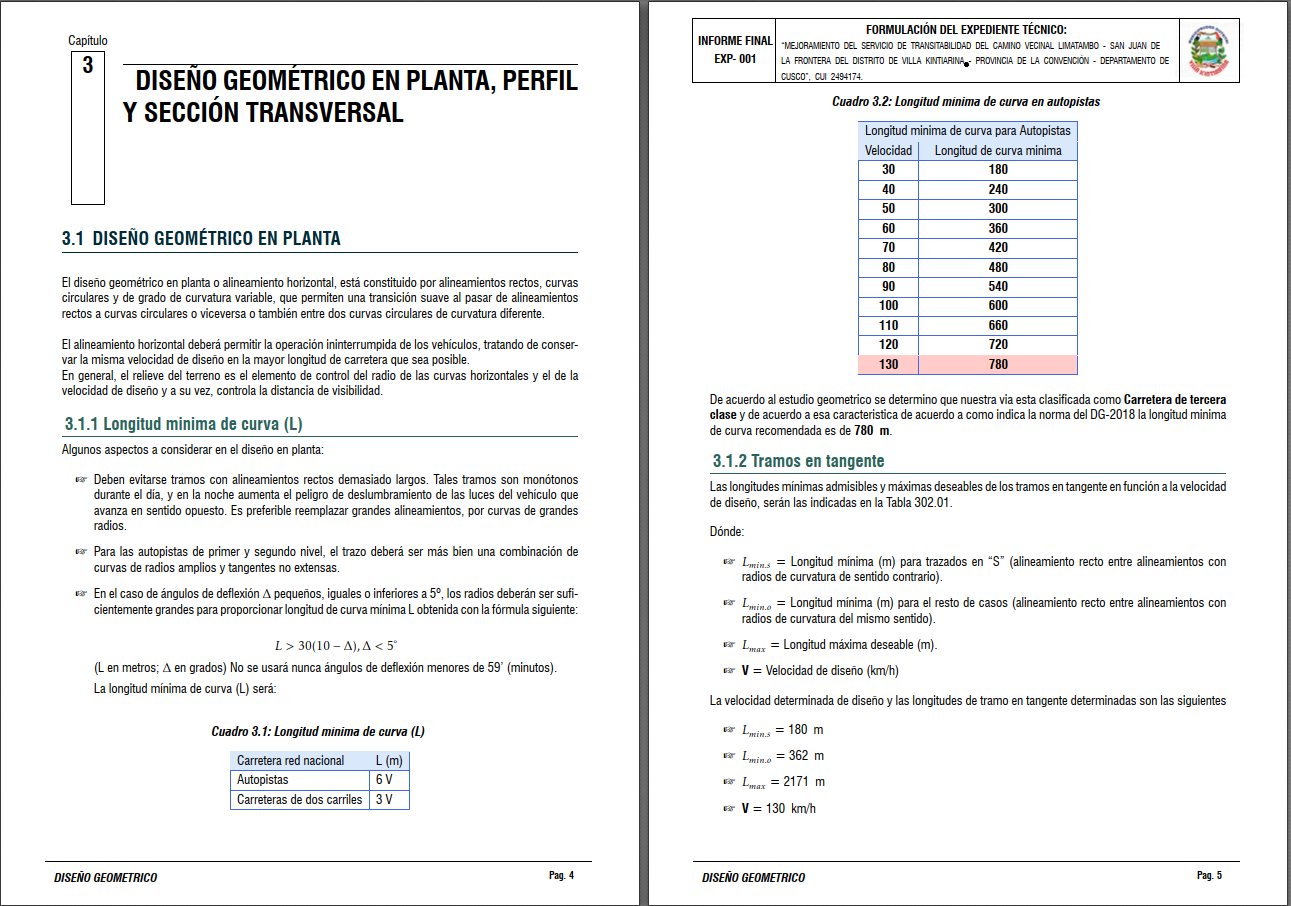 Capítulo
3
DISEÑO GEOMÉTRICO EN PLANTA, PERFIL
Y SECCIÓN TRANSVERSAL
3.1 DISEÑO GEOMÉTRICO EN PLANTA
El diseño geométrico en planta o alineamiento horizontal, está constituido por alineamientos rectos, curvas
circulares y de grado de curvatura variable, que permiten una transición suave al pasar de alineamientos
rectos a curvas circulares o viceversa o también entre dos curvas circulares de curvatura diferente.
El alineamiento horizontal deberá permitir la operación ininterrumpida de los vehículos, tratando de conser-
var la misma velocidad de diseño en la mayor longitud de carretera que sea posible.
En general, el relieve del terreno es el elemento de control del radio de las curvas horizontales y el de la
velocidad de diseño y a su vez, controla la distancia de visibilidad.
3.1.1 Longitud minima de curva (L)
Algunos aspectos a considerar en el diseño en planta:
☞ Deben evitarse tramos con alineamientos rectos demasiado largos. Tales tramos son monótonos
durante el día, y en la noche aumenta el peligro de deslumbramiento de las luces del vehículo que
avanza en sentido opuesto. Es preferible reemplazar grandes alineamientos, por curvas de grandes
radios.
☞ Para las autopistas de primer y segundo nivel, el trazo deberá ser más bien una combinación de
curvas de radios amplios y tangentes no extensas.
☞ En el caso de ángulos de deflexión Δ pequeños, iguales o inferiores a 5º, los radios deberán ser sufi-
cientemente grandes para proporcionar longitud de curva mínima L obtenida con la fórmula siguiente:
L > 30(10 − Δ), Δ < 5°
(L en metros; Δ en grados) No se usará nunca ángulos de deflexión menores de 59' (minutos).
La longitud mínima de curva (L) será:
Cuadro 3.1: Longitud minima de curva (L)
Carretera red nacional L (m)
Autopistas 6 V
Carreteras de dos carriles 3 V
DISEÑO GEOMETRICO Pag. 4
INFORME FINAL
EXP- 001
FORMULACIÓN DEL EXPEDIENTE TÉCNICO:
"MEJORAMIENTO DEL SERVICIO DE TRANSITABILIDAD DEL CAMINO VECINAL LIMATAMBO - SAN JUAN DE
LA FRONTERA DEL DISTRITO DE VILLA KINTIARINA - PROVINCIA DE LA CONVENCIÓN - DEPARTAMENTO DE
CUSCO", CUI 2494174.
Cuadro 3.2: Longitud minima de curva en autopistas
Longitud minima de curva para Autopistas
Velocidad Longitud de curva minima
30 180
40 240
50 300
60 360
70 420
80 480
90 540
100 600
110 660
120 720
130 780
De acuerdo al estudio geometrico se determino que nuestra via esta clasificada como Carretera de tercera
clase y de acuerdo a esa caracteristica de acuerdo a como indica la norma del DG-2018 la longitud minima
de curva recomendada es de 780 m.
3.1.2 Tramos en tangente
Las longitudes mínimas admisibles y máximas deseables de los tramos en tangente en función a la velocidad
de diseño, serán las indicadas en la Tabla 302.01.
Dónde:
☞ Lmin.s = Longitud mínima (m) para trazados en “S” (alineamiento recto entre alineamientos con
radios de curvatura de sentido contrario).
☞ Lmin.o = Longitud mínima (m) para el resto de casos (alineamiento recto entre alineamientos con
radios de curvatura del mismo sentido).
☞ Lmax = Longitud máxima deseable (m).
☞ V = Velocidad de diseño (km/h)
La velocidad determinada de diseño y las longitudes de tramo en tangente determinadas son las siguientes
☞ Lmin.s = 180 m
☞ Lmin.o = 362 m
☞ Lmax = 2171 m
☞ V = 130 km/h
DISEÑO GEOMETRICO Pag. 5